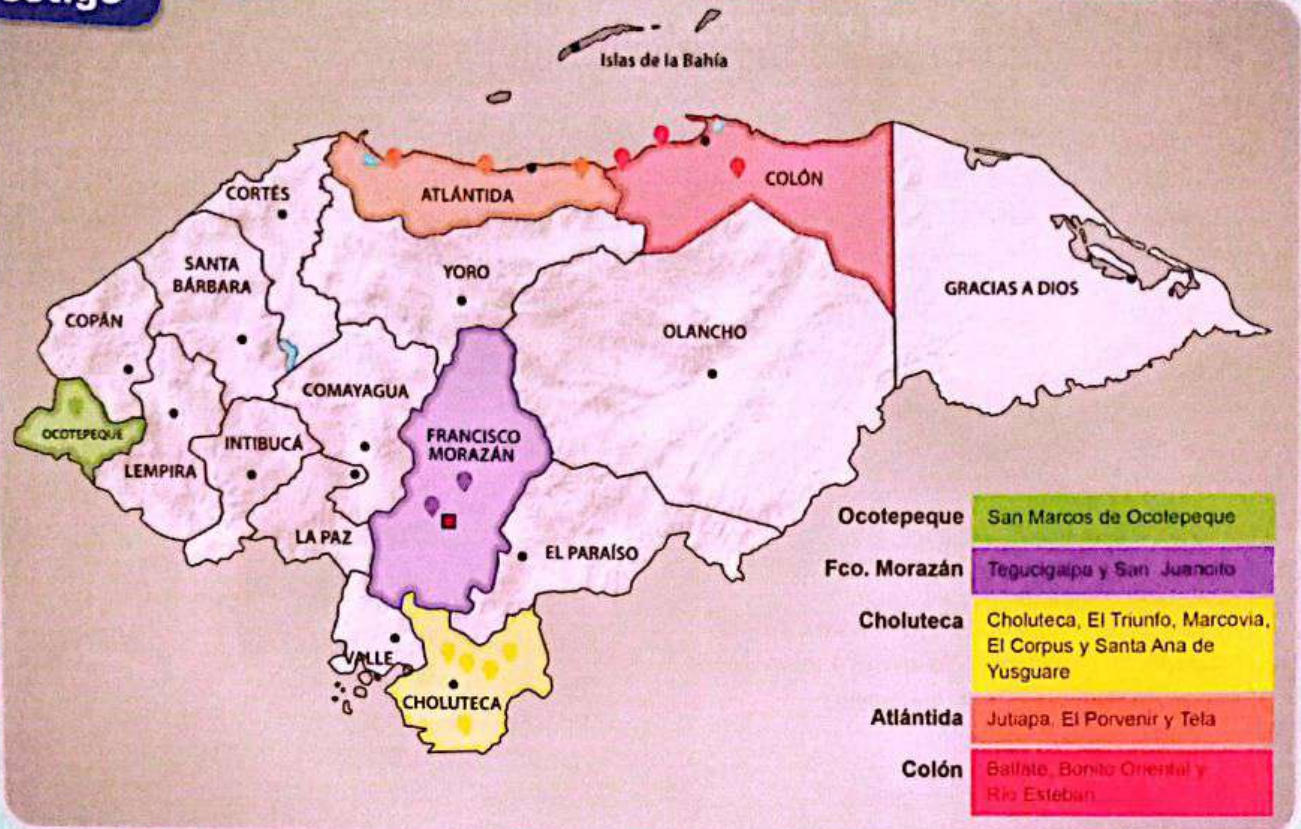 Islas de la Bahía
CORTÉS
ATLÁNTIDA
COLÓN
SANTA
BÁRBARA
YORO
GRACIAS A DIOS
COPÁN
OLANCHO
COMAYAGUA
OCOTEPEQUE
INTIBUCÁ
FRANCISCO
MORAZÁN
LEMPIRA
LA PAZ
EL PARAÍSO
VALLE
CHOLUTECA
Ocotepeque San Marcos de Ocotepeque
Fco. Morazán Tegucigalpa y San Juancito
Choluteca Choluteca, El Triunfo, Marcovia,
El Corpus y Santa Ana de
Yusguare
Atlántida Jutiapa, El Porvenir y Tela
Colón Balfate, Bonito Oriental y
Río Esteban